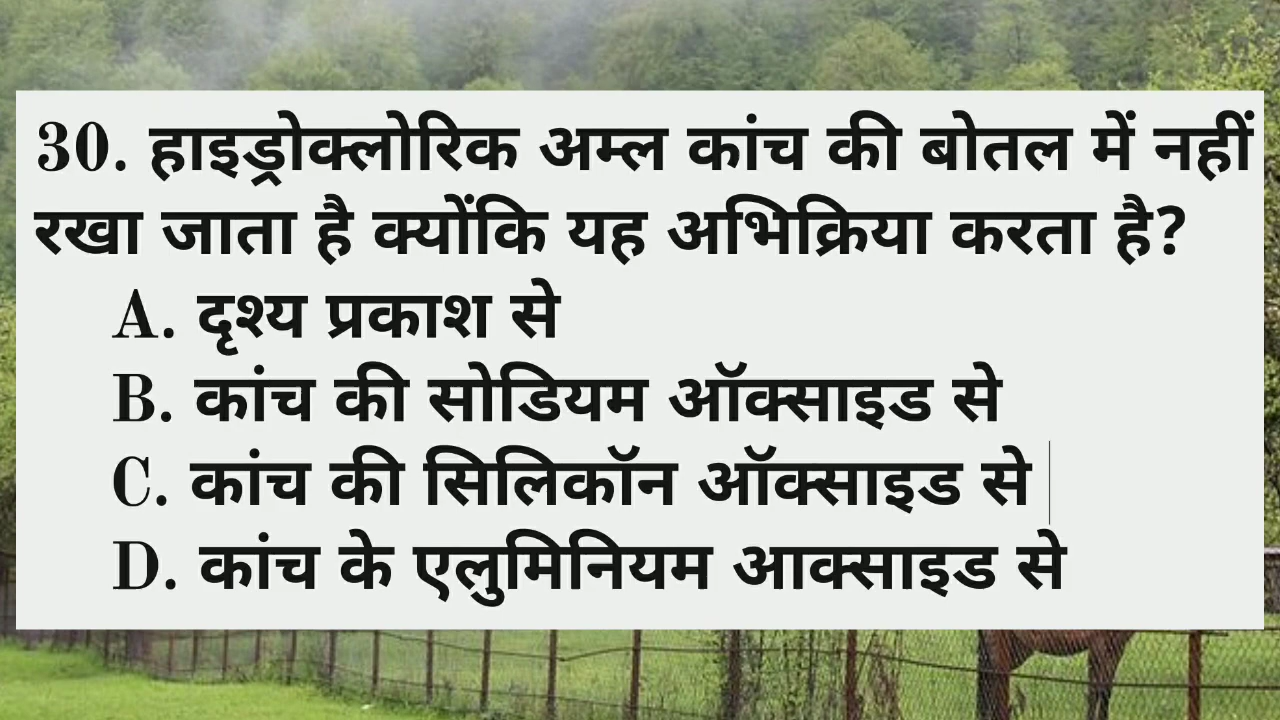 30. हाइड्रोक्लोरिक अम्ल कांच की बोतल में नहीं
रखा जाता है क्योंकि यह अभिक्रिया करता है?
A. दृश्य प्रकाश से
B. कांच की सोडियम ऑक्साइड से
C. कांच की सिलिकॉन ऑक्साइड से
D. कांच के एलुमिनियम आक्साइड से